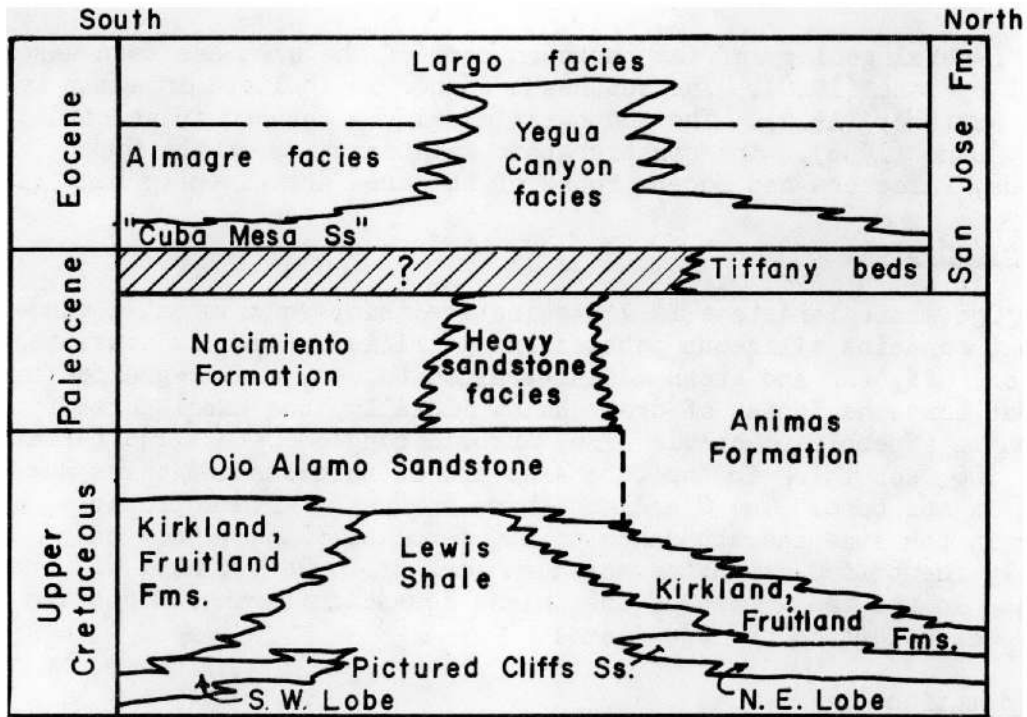 South
North
Largo facies
Almagre facies
Yegua
Canyon
facies
"Cuba Mesa Ss"
Eocene
San Jose Fm.
?
Tiffany beds
Nacimiento
Formation
Heavy
sandstone
facies
Paleocene
Animas
Formation
Ojo Alamo Sandstone
Kirkland,
Fruitland
Fms.
Lewis
Shale
Kirkland,
Fruitland
Fms.
Upper
Cretaceous
Pictured Cliffs Ss.
S. W. Lobe
N. E. Lobe